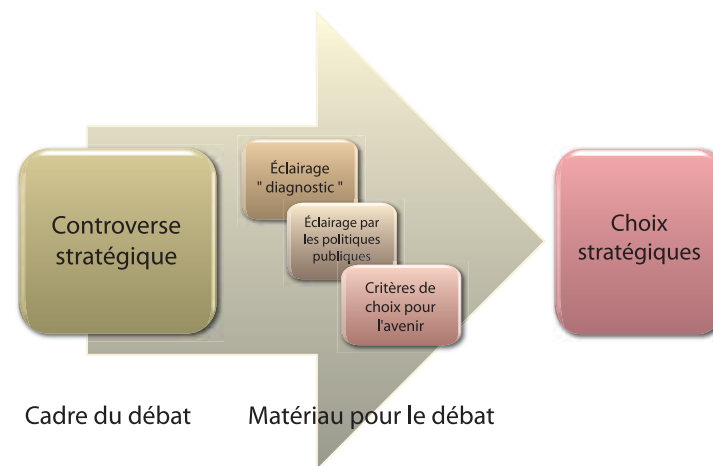 Controverse
stratégique
Éclairage
" diagnostic "
Éclairage par
les politiques
publiques
Critères de
choix pour
l'avenir
Choix
stratégiques
Cadre du débat
Matériau pour le débat